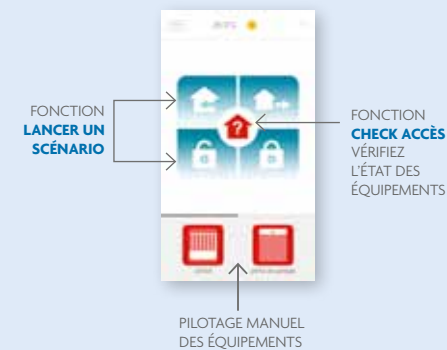 FONCTION
LANCER UN
SCÉNARIO
?
FONCTION
CHECK ACCÈS
VÉRIFIEZ
L'ÉTAT DES
ÉQUIPEMENTS
PILOTAGE MANUEL
DES ÉQUIPEMENTS